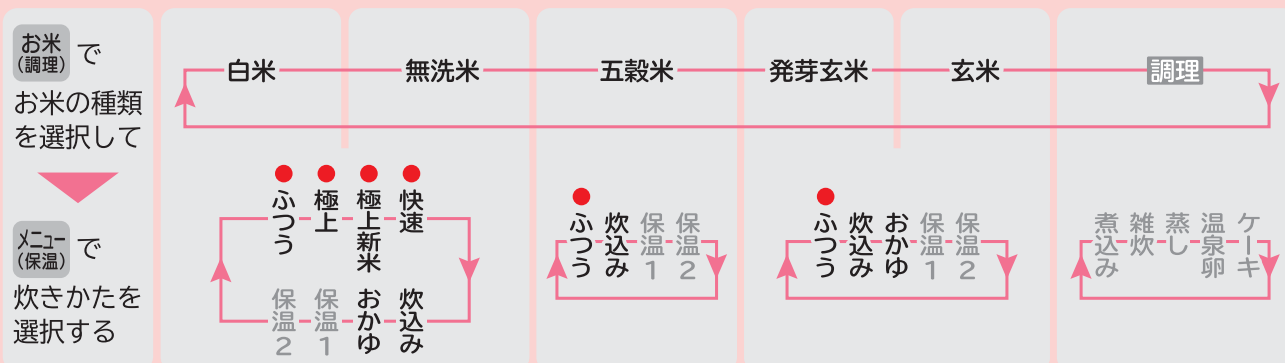 お米
(調理)
で
お米の種類
を選択して
メニュー
(保温)
で
炊きかたを
選択する
白米
無洗米
五穀米
発芽玄米
玄米
調理
ふつう
極上
極上新米
快速
炊込み
おかゆ
保温1
保温2
ふつう
炊込み
保温1
保温2
ふつう
炊込み
おかゆ
保温1
保温2
煮込み
雑炊
蒸し
温泉卵
ケーキ